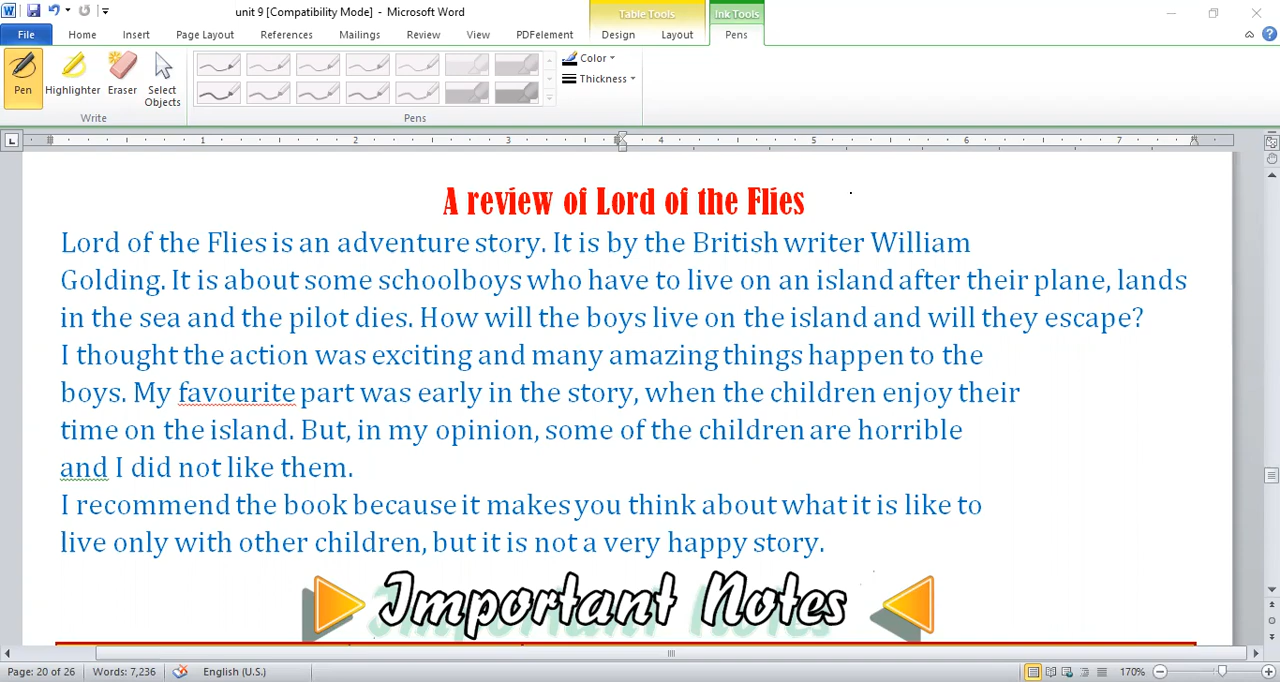 unit 9 [Compatibility Mode] - Microsoft Word
Table Tools
Ink Tools
File Home Insert Page Layout References Mailings Review View PDFelement Design Layout Pens
Pen Highlighter Eraser Select Objects
Color
Thickness
Write Pens
1 2 3 4 5 6 7
A review of Lord of the Flies
Lord of the Flies is an adventure story. It is by the British writer William
Golding. It is about some schoolboys who have to live on an island after their plane, lands
in the sea and the pilot dies. How will the boys live on the island and will they escape?
I thought the action was exciting and many amazing things happen to the
boys. My favourite part was early in the story, when the children enjoy their
time on the island. But, in my opinion, some of the children are horrible
and I did not like them.
I recommend the book because it makes you think about what it is like to
live only with other children, but it is not a very happy story.
Important Notes
Page: 20 of 26 Words: 7,236 English (U.S.) 170%